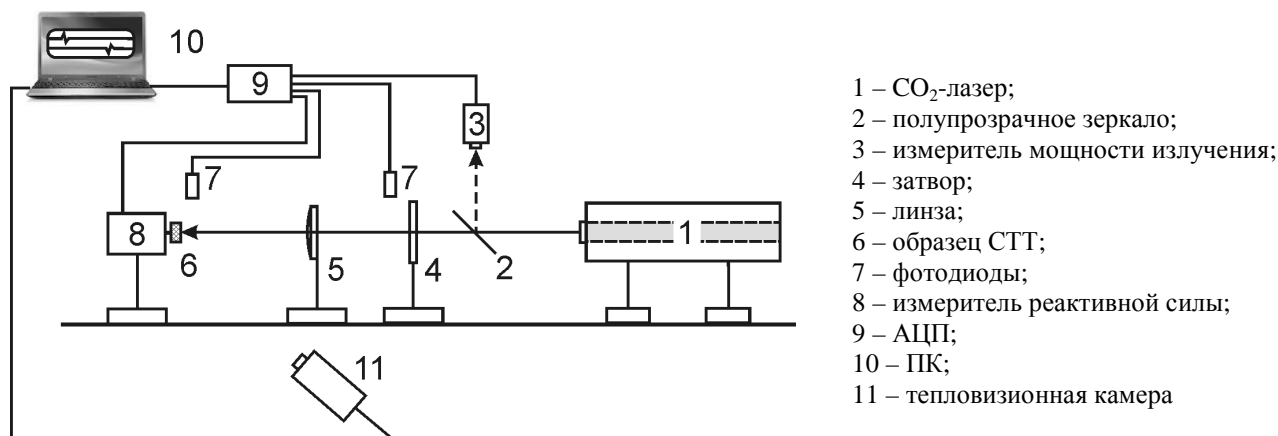 10
9
3
7
7
8
6
5
4
2
1
11
1 – CO₂-лазер;
2 – полупрозрачное зеркало;
3 – измеритель мощности излучения;
4 – затвор;
5 – линза;
6 – образец СТТ;
7 – фотодиоды;
8 – измеритель реактивной силы;
9 – АЦП;
10 – ПК;
11 – тепловизионная камера